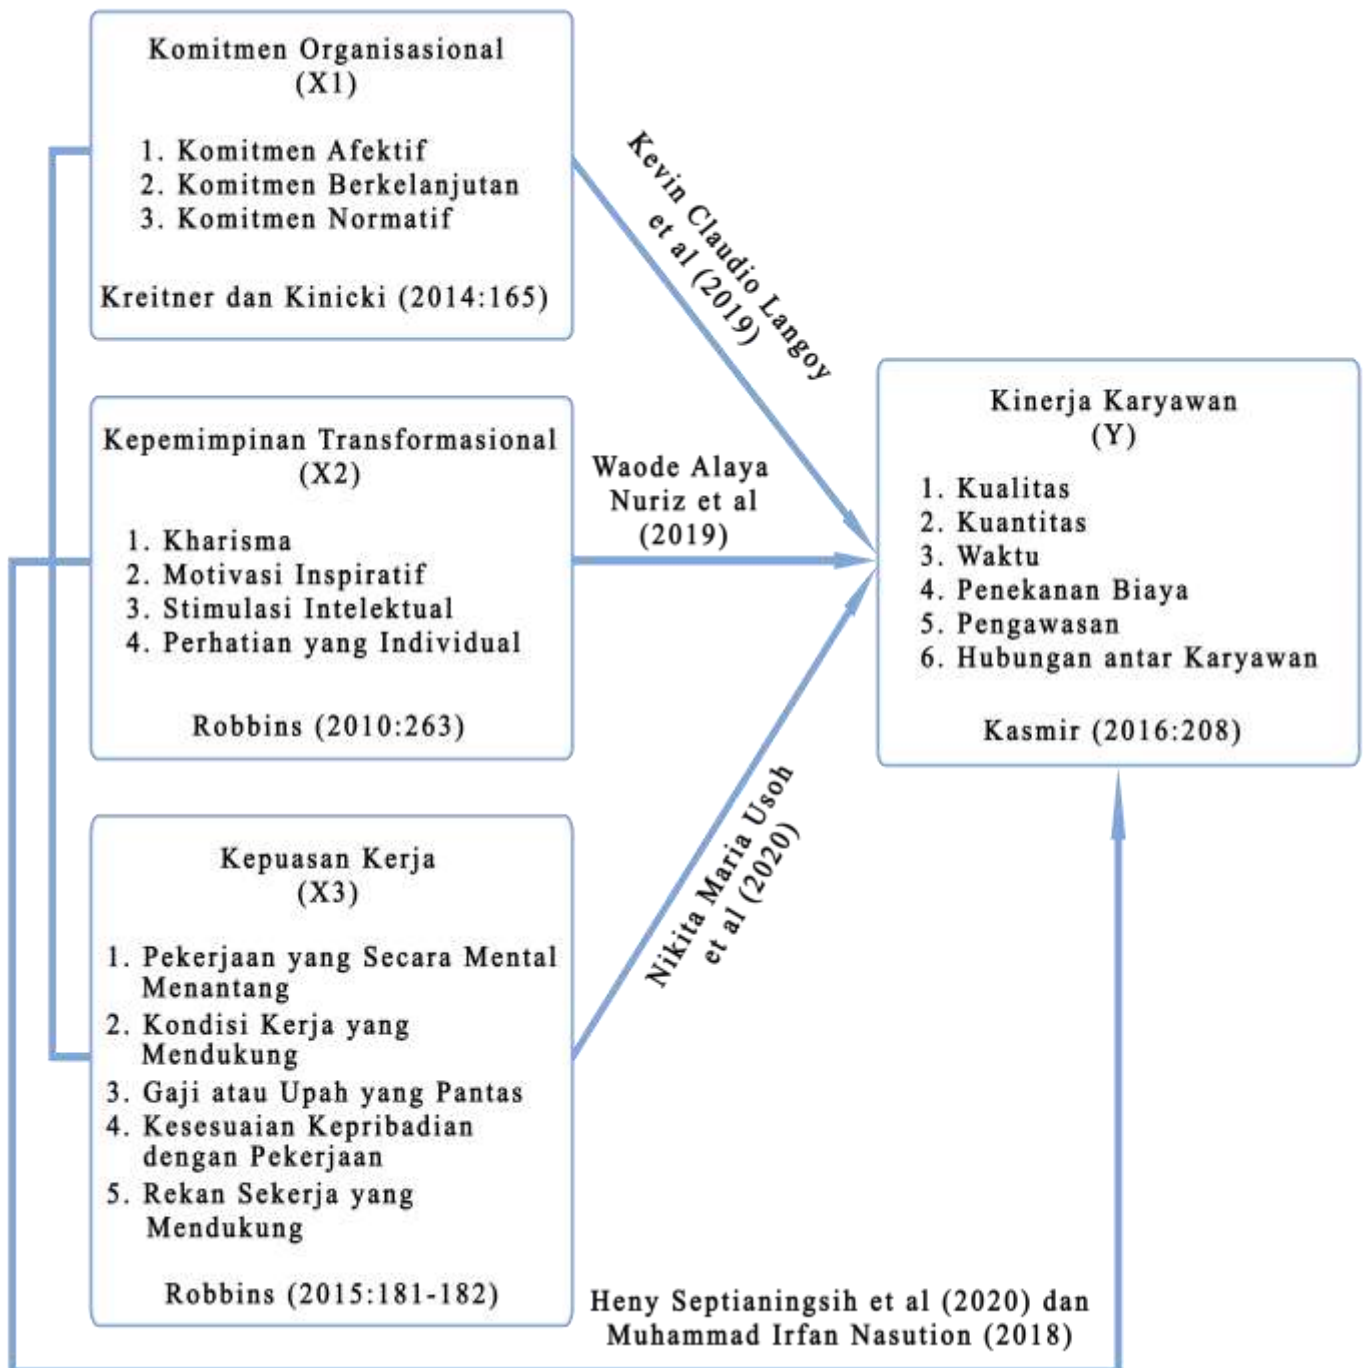 Komitmen Organisasional
(X1)
1. Komitmen Afektif
2. Komitmen Berkelanjutan
3. Komitmen Normatif
Kreitner dan Kinicki (2014:165)
Kevin Claudio Langoy
et al (2019)
Kepemimpinan Transformasional
(X2)
1. Kharisma
2. Motivasi Inspiratif
3. Stimulasi Intelektual
4. Perhatian yang Individual
Robbins (2010:263)
Waode Alaya
Nuriz et al
(2019)
Kinerja Karyawan
(Y)
1. Kualitas
2. Kuantitas
3. Waktu
4. Penekanan Biaya
5. Pengawasan
6. Hubungan antar Karyawan
Kasmir (2016:208)
Kepuasan Kerja
(X3)
1. Pekerjaan yang Secara Mental
Menantang
2. Kondisi Kerja yang
Mendukung
3. Gaji atau Upah yang Pantas
4. Kesesuaian Kepribadian
dengan Pekerjaan
5. Rekan Sekerja yang
Mendukung
Robbins (2015:181-182)
Nikita Maria Usoh
et al (2020)
Heny Septianingsih et al (2020) dan
Muhammad Irfan Nasution (2018)